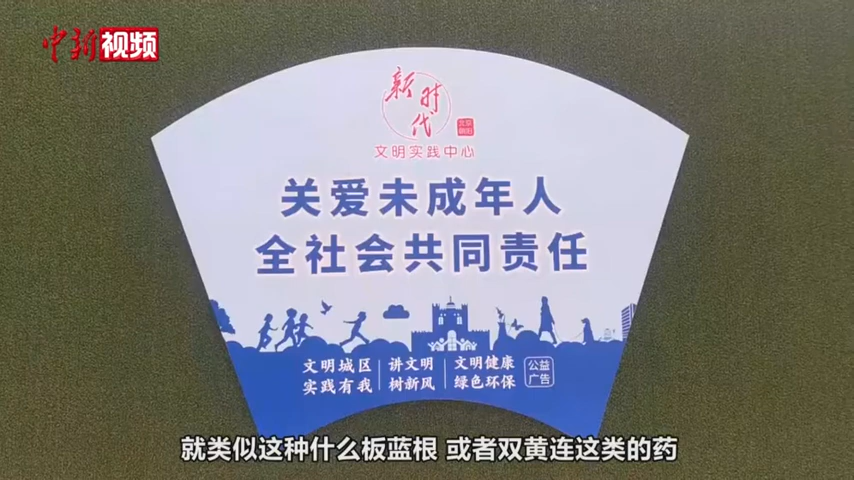 中新视频
新时代
文明实践中心
关爱未成年人
全社会共同责任
文明城区 讲文明 文明健康 公益
实践有我 树新风 绿色环保 广告
就类似这种什么板蓝根 或者双黄连这类的药